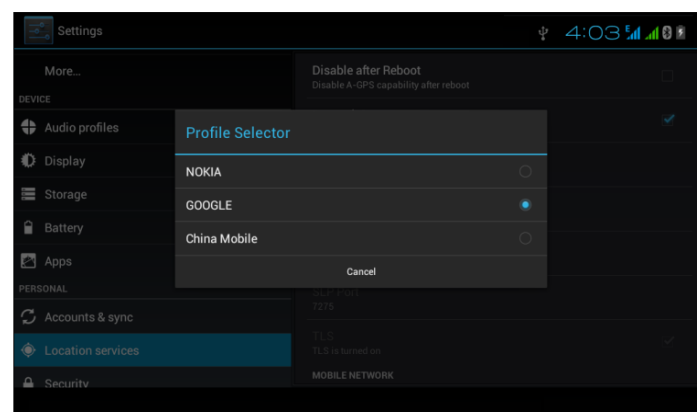 Settings
4:03
E
More...
DEVICE
Audio profiles
Display
Storage
Battery
Apps
PERSONAL
Accounts & sync
Location services
Security
Disable after Reboot
Disable A-GPS capability after reboot
Profile Selector
NOKIA
GOOGLE
China Mobile
Cancel
SLP Port
7275
TLS
TLS is turned on
MOBILE NETWORK